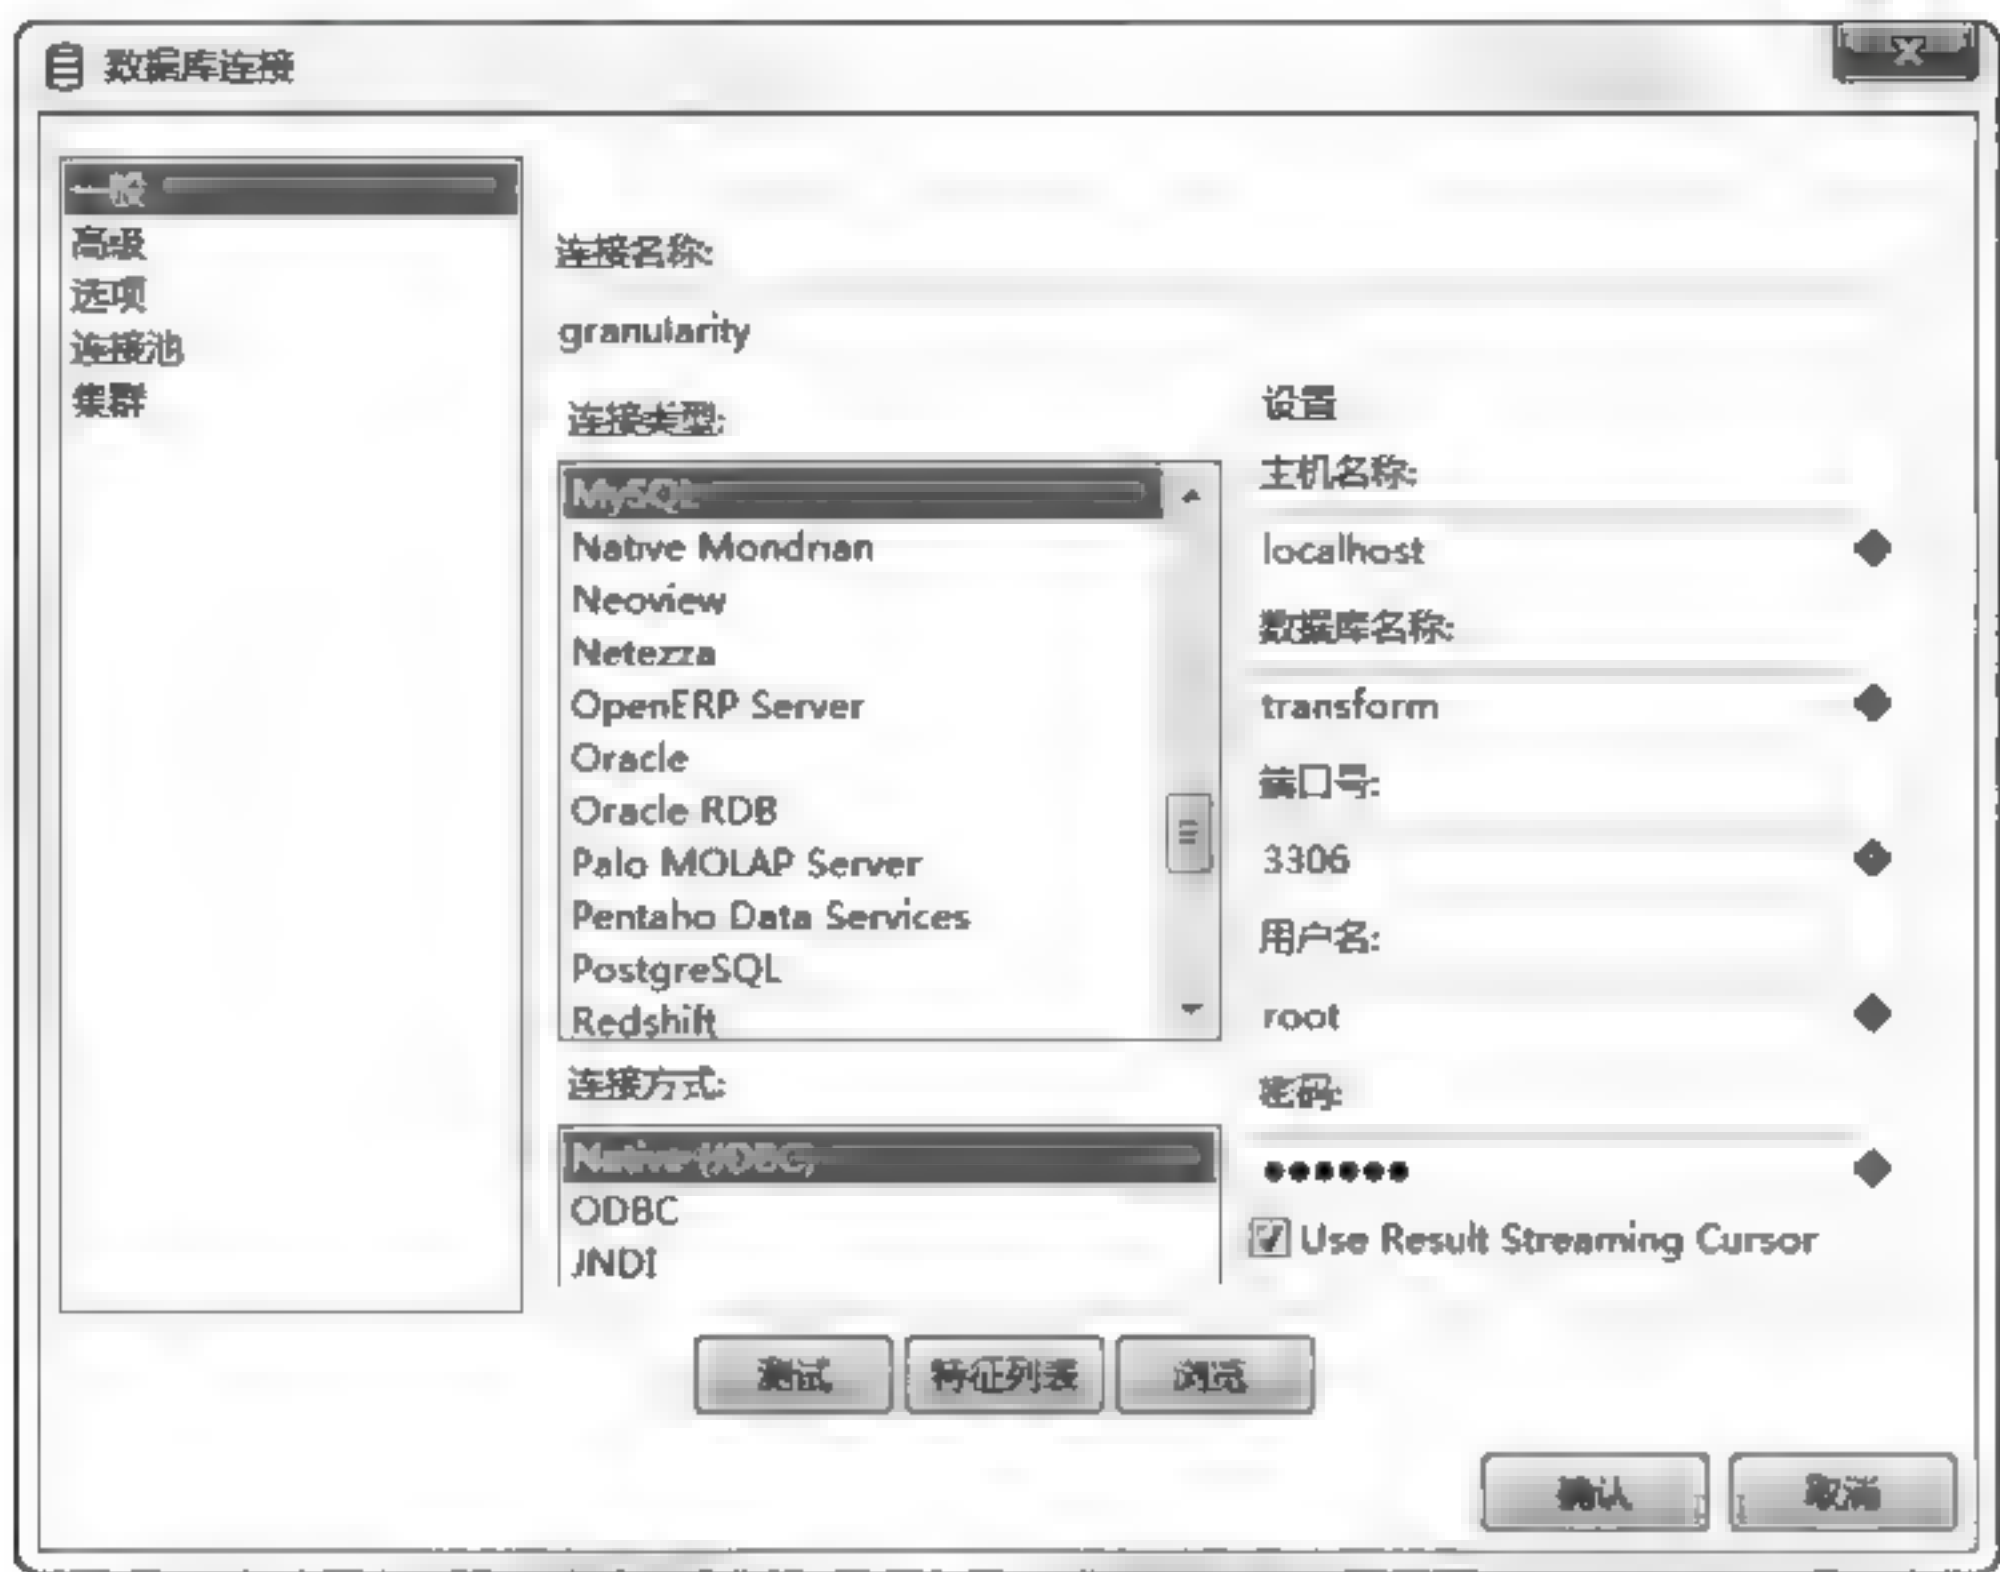 数据库连接
一般
高级
选项
连接池
集群
连接名称:
granularity
连接类型:
MySQL
Native Mondrian
Neoview
Netezza
OpenERP Server
Oracle
Oracle RDB
Palo MOLAP Server
Pentaho Data Services
PostgreSQL
Redshift
连接方式:
Native (JDBC)
ODBC
JNDI
设置
主机名称:
localhost
数据库名称:
transform
端口号:
3306
用户名:
root
密码:
●●●●●●
Use Result Streaming Cursor
测试 特征列表 浏览
确认 取消